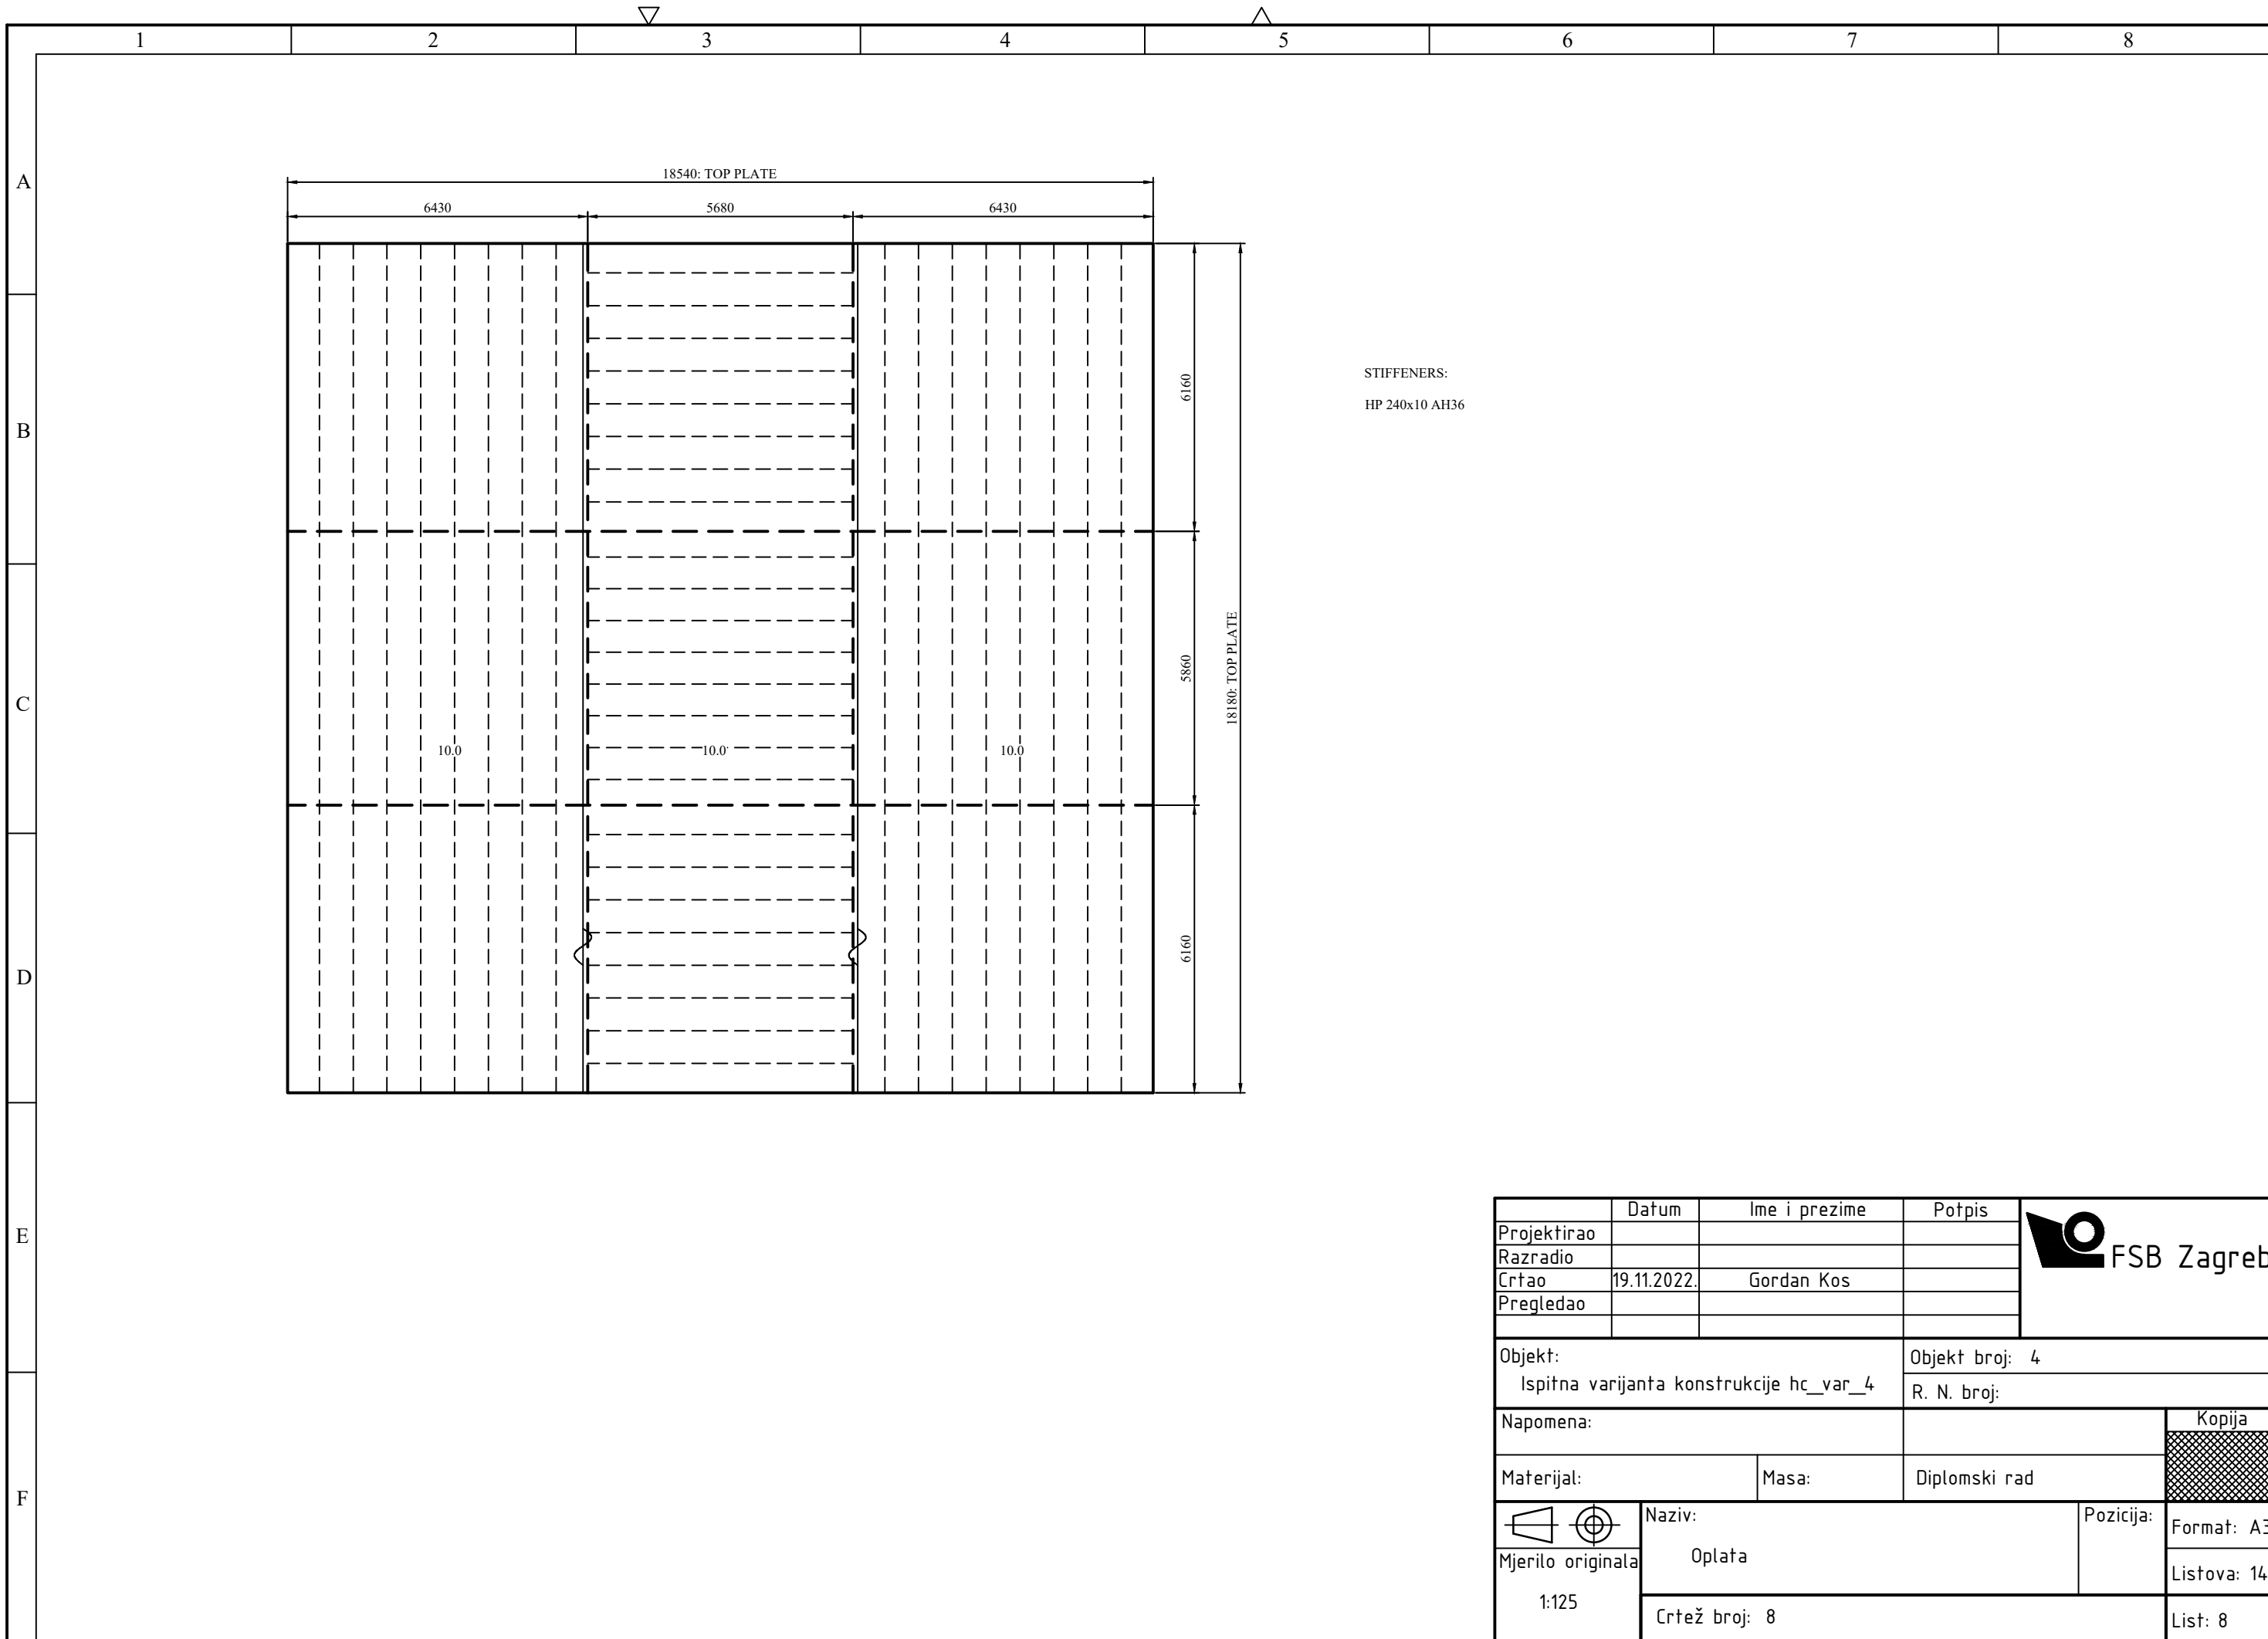 1 2 3 4 5 6 7 8
A
B
C
D
E
F
18540: TOP PLATE
6430 5680 6430
6160
5860
6160
18180: TOP PLATE
10.0 10.0 10.0
STIFFENERS:
HP 240x10 AH36
Datum Ime i prezime Potpis
Projektirao
Razradio
Crtao 19.11.2022. Gordan Kos
Pregledao
FSB Zagreb
Objekt:
Ispitna varijanta konstrukcije hc_var_4
Objekt broj: 4
R. N. broj:
Napomena:
Kopija
Materijal: Masa: Diplomski rad
Naziv:
Oplata
Pozicija:
Format: A3
Mjerilo originala
1:125
Listova: 14
Crtež broj: 8
List: 8